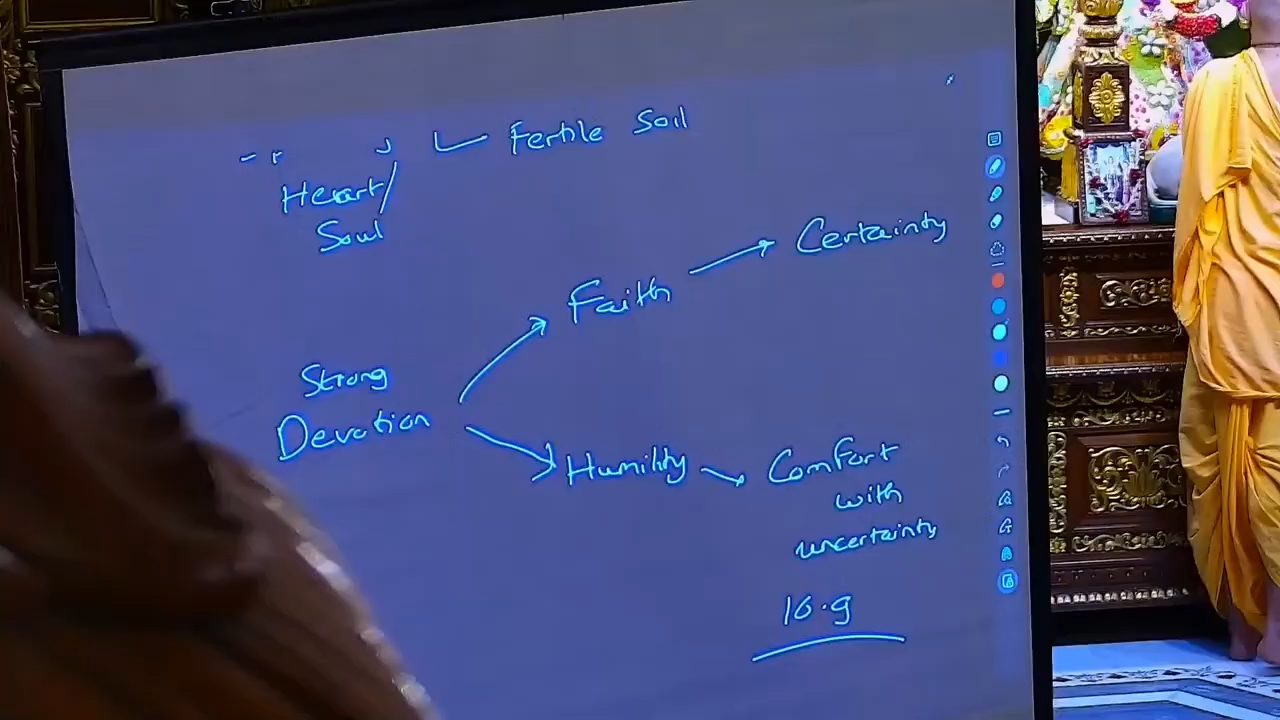 Fertile Soil
Heart/
Soul
Certainty
Faith
Strong
Devotion
Humility
Comfort
with
uncertainty
10.9